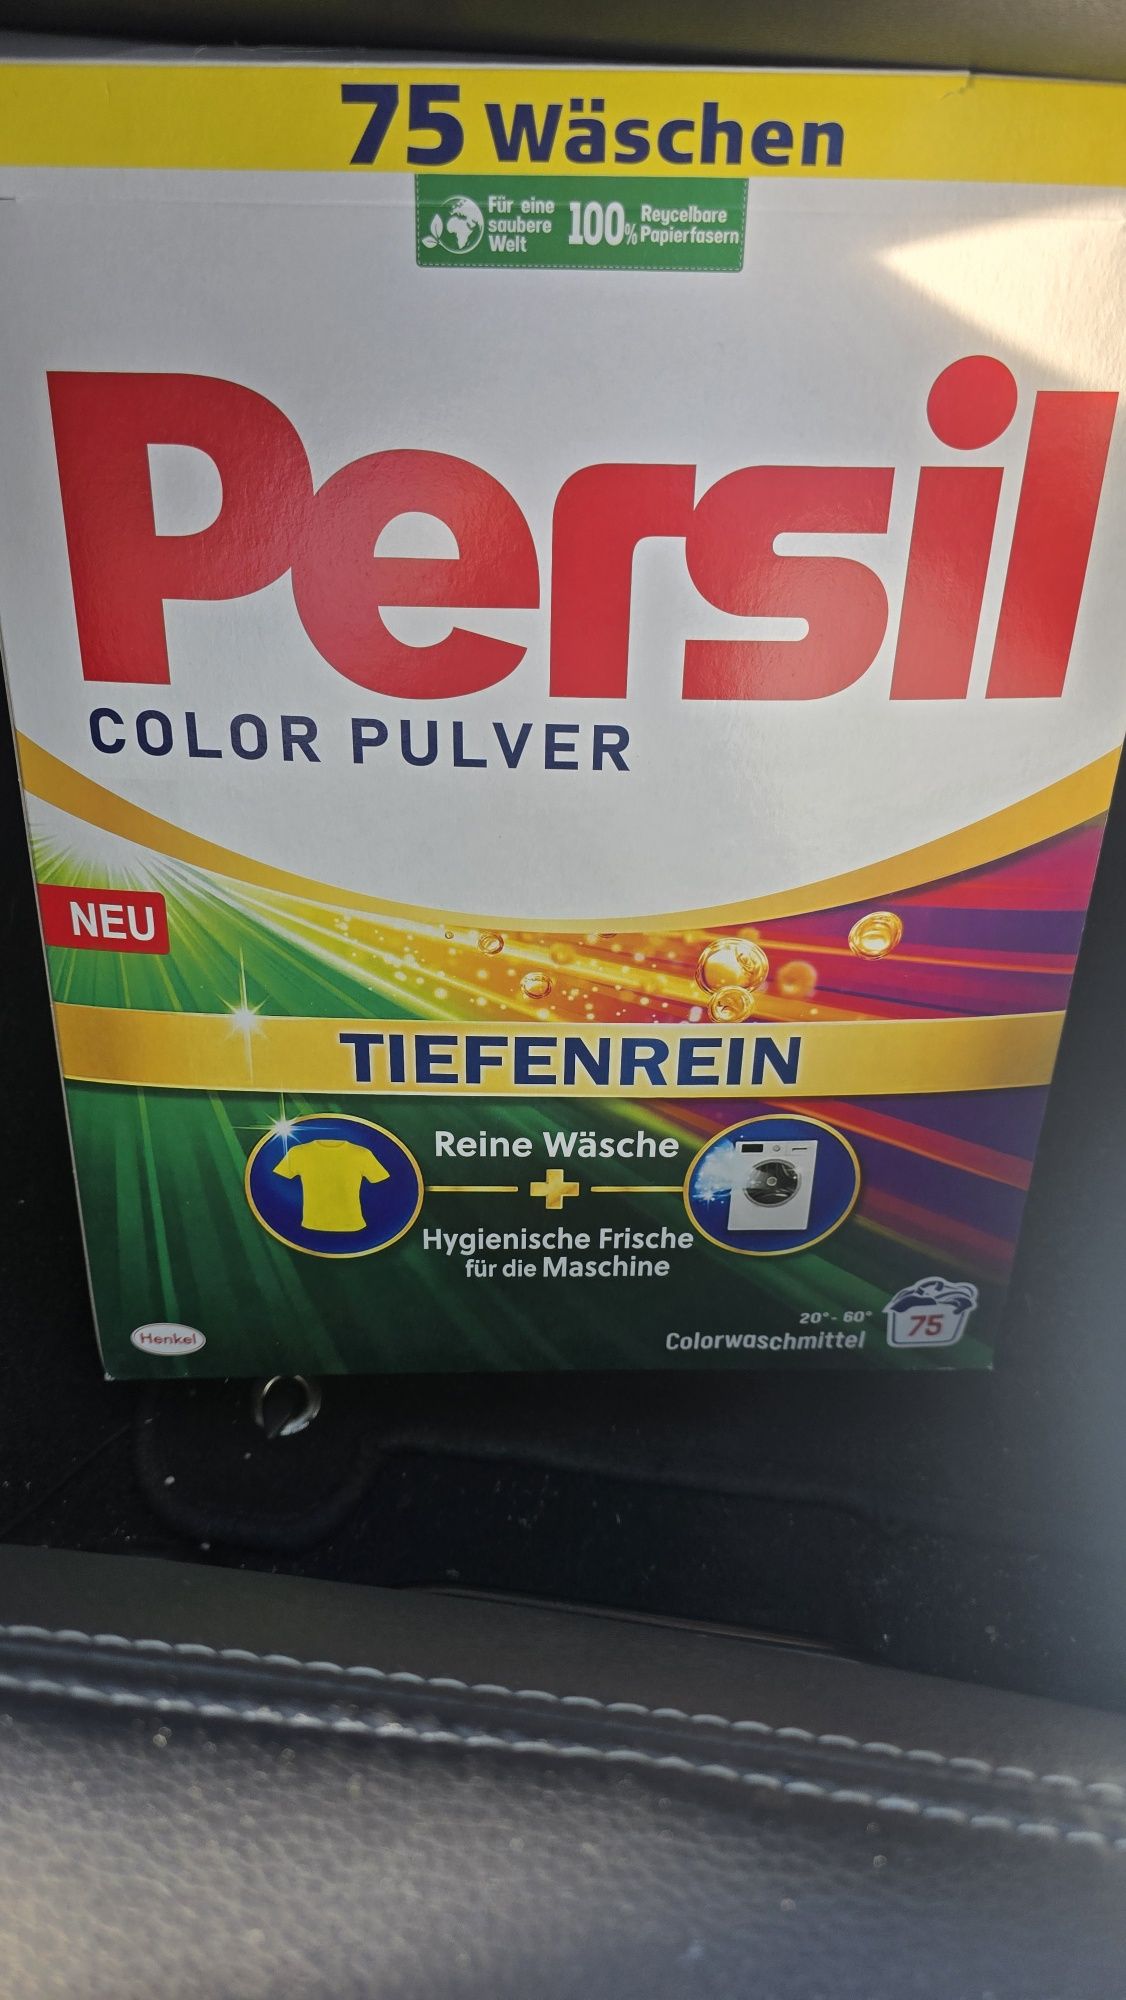 75 Wäschen
Für eine
saubere
Welt
100%
Reycelbare
Papierfasern
Persil
COLOR PULVER
NEU
TIEFENREIN
Reine Wäsche
Hygienische Frische
für die Maschine
Henkel
20°- 60°
Colorwaschmittel
75